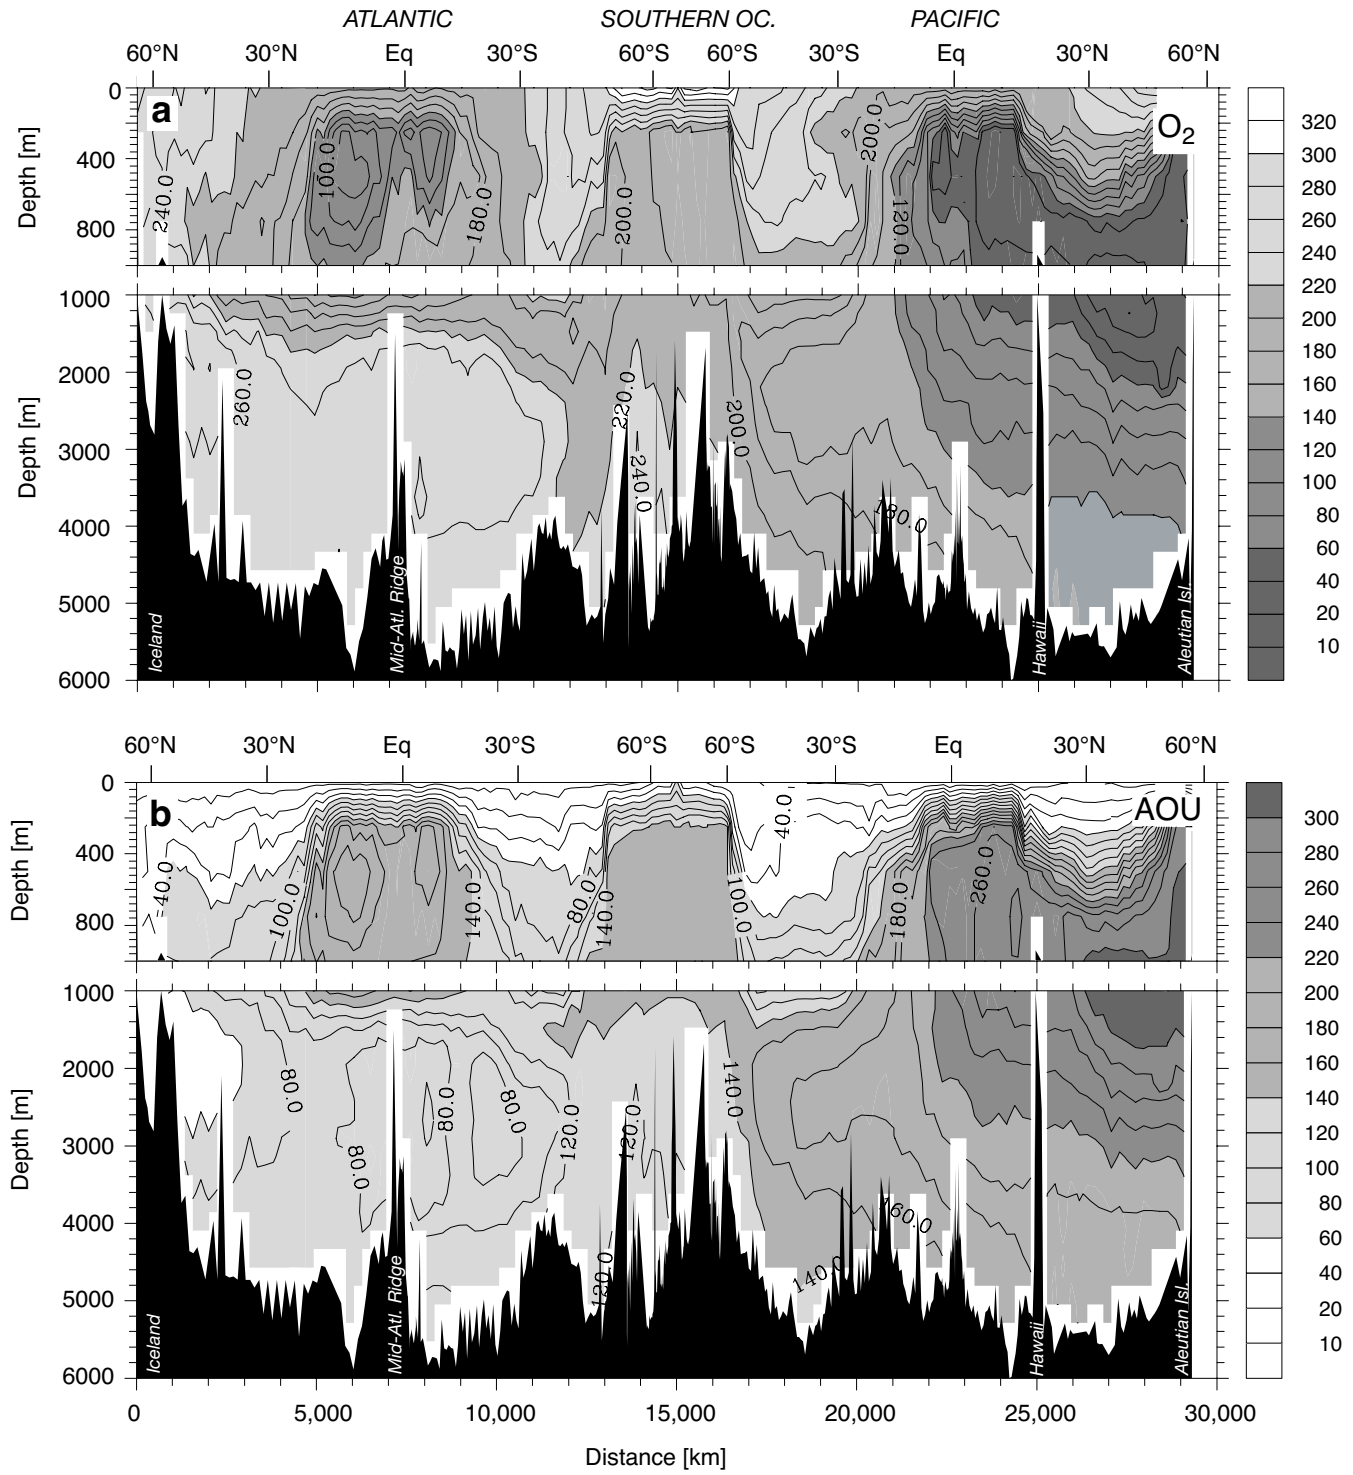 ATLANTIC SOUTHERN OC. PACIFIC
60°N 30°N Eq 30°S 60°S 60°S 30°S Eq 30°N 60°N
a
O2
Depth [m]
0
400
800
240.0 100.0 180.0 200.0 200.0 120.0
Depth [m]
1000
2000
3000
4000
5000
6000
260.0 220.0 240.0 200.0 180.0
Iceland
Mid-Atl. Ridge
Hawaii
Aleutian Isl.
320
300
280
260
240
220
200
180
160
140
120
100
80
60
40
20
10
60°N 30°N Eq 30°S 60°S 60°S 30°S Eq 30°N 60°N
b
AOU
Depth [m]
0
400
800
40.0 100.0 140.0 80.0 140.0 100.0 40.0 180.0 260.0
Depth [m]
1000
2000
3000
4000
5000
6000
80.0 80.0 80.0 80.0 120.0 120.0 120.0 140.0 140.0 160.0
Iceland
Mid-Atl. Ridge
Hawaii
Aleutian Isl.
300
280
260
240
220
200
180
160
140
120
100
80
60
40
20
10
0 5,000 10,000 15,000 20,000 25,000 30,000
Distance [km]